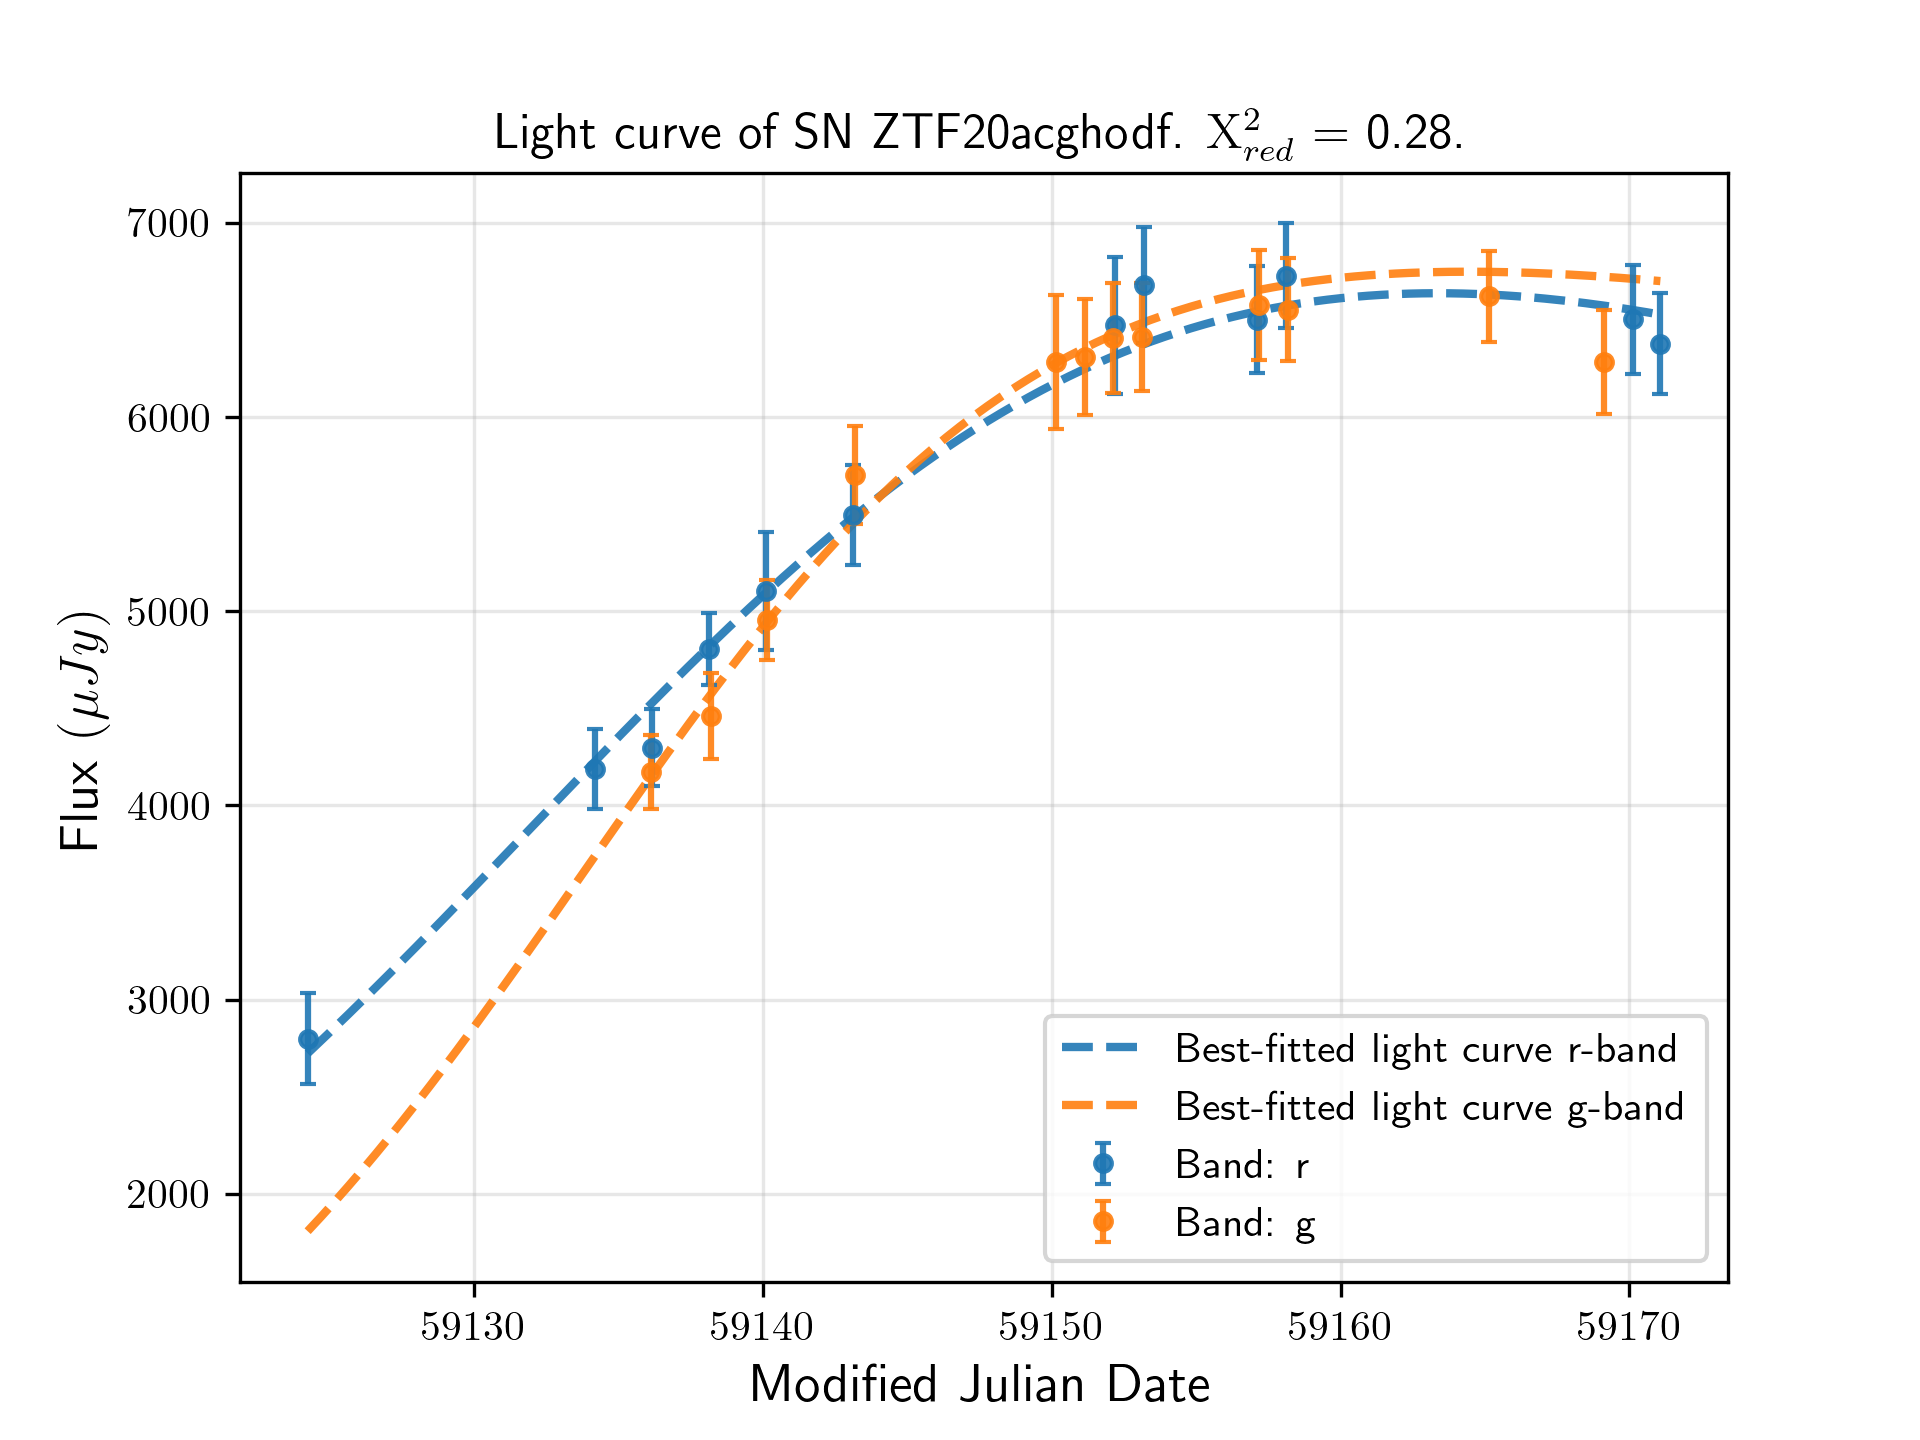 Light curve of SN ZTF20acghodf. X²_red = 0.28.
7000
6000
5000
4000
3000
2000
Flux (μJy)
59130 59140 59150 59160 59170
Modified Julian Date
Best-fitted light curve r-band
Best-fitted light curve g-band
Band: r
Band: g